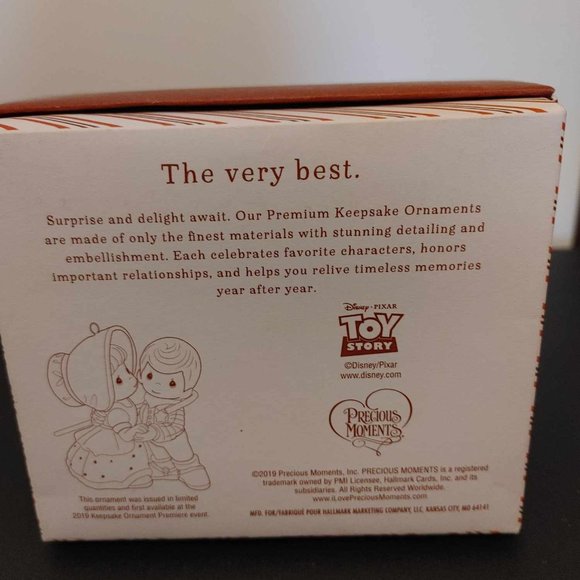 The very best.
Surprise and delight await. Our Premium Keepsake Ornaments
are made of only the finest materials with stunning detailing and
embellishment. Each celebrates favorite characters, honors
important relationships, and helps you relive timeless memories
year after year.
Disney • PIXAR
TOY
STORY
©Disney/Pixar
www.disney.com
PRECIOUS
MOMENTS
©2019 Precious Moments, Inc. PRECIOUS MOMENTS is a registered
trademark owned by PMI Licensee, Hallmark Cards, Inc. and its
subsidiaries. All Rights Reserved Worldwide.
www.iLovePreciousMoments.com
This ornament was issued in limited
quantities and first available at the
2019 Keepsake Ornament Premiere event.
MFD. FOR/FABRIQUÉ POUR HALLMARK MARKETING COMPANY, LLC, KANSAS CITY, MO 64141